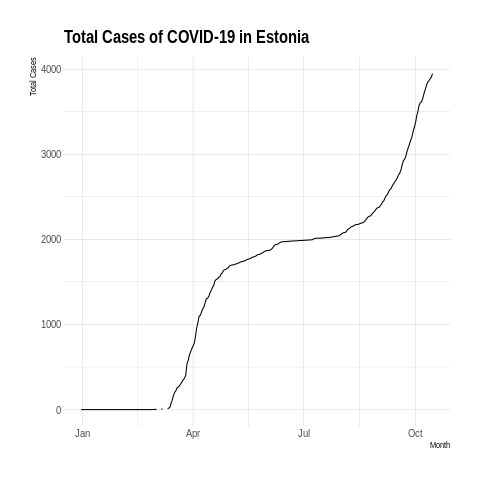 Total Cases of COVID-19 in Estonia
Total Cases
4000
3000
2000
1000
0
Jan Apr Jul Oct
Month